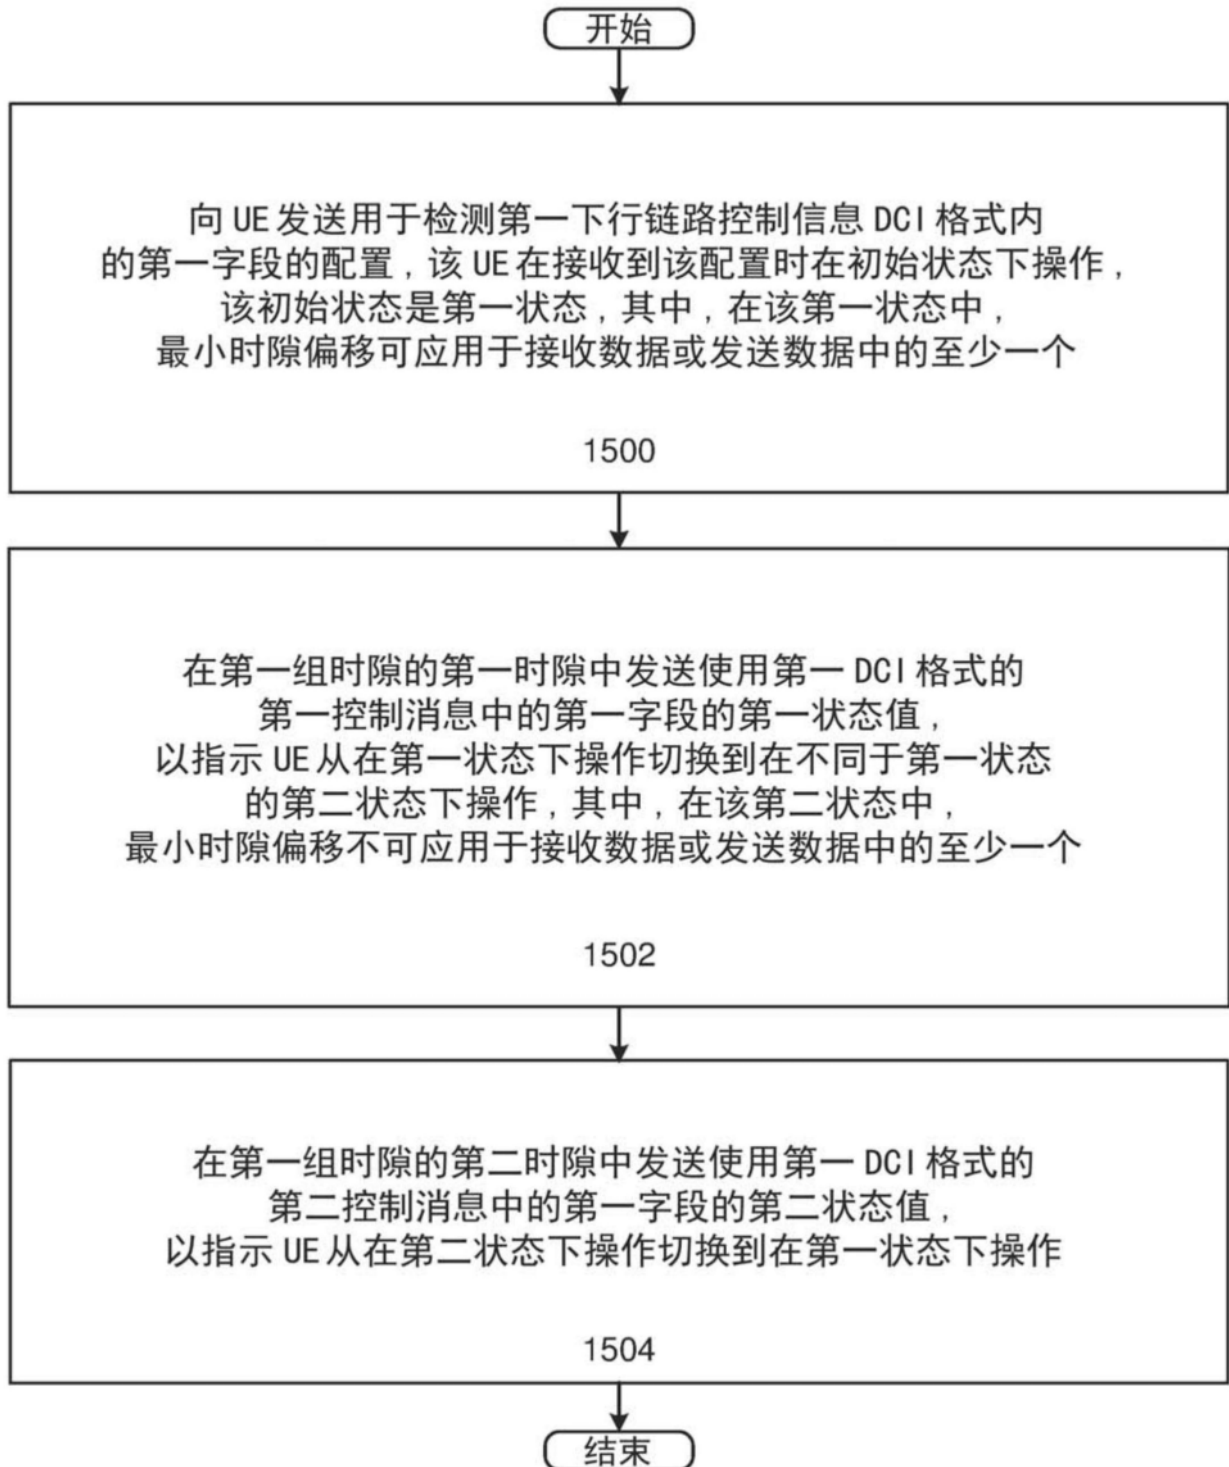 开始
向 UE 发送用于检测第一下行链路控制信息 DCI 格式内
的第一字段的配置，该 UE 在接收到该配置时在初始状态下操作，
该初始状态是第一状态，其中，在该第一状态中，
最小时隙偏移可应用于接收数据或发送数据中的至少一个
1500
在第一组时隙的第一时隙中发送使用第一 DCI 格式的
第一控制消息中的第一字段的第一状态值，
以指示 UE 从在第一状态下操作切换到在不同于第一状态
的第二状态下操作，其中，在该第二状态中，
最小时隙偏移不可应用于接收数据或发送数据中的至少一个
1502
在第一组时隙的第二时隙中发送使用第一 DCI 格式的
第二控制消息中的第一字段的第二状态值，
以指示 UE 从在第二状态下操作切换到在第一状态下操作
1504
结束